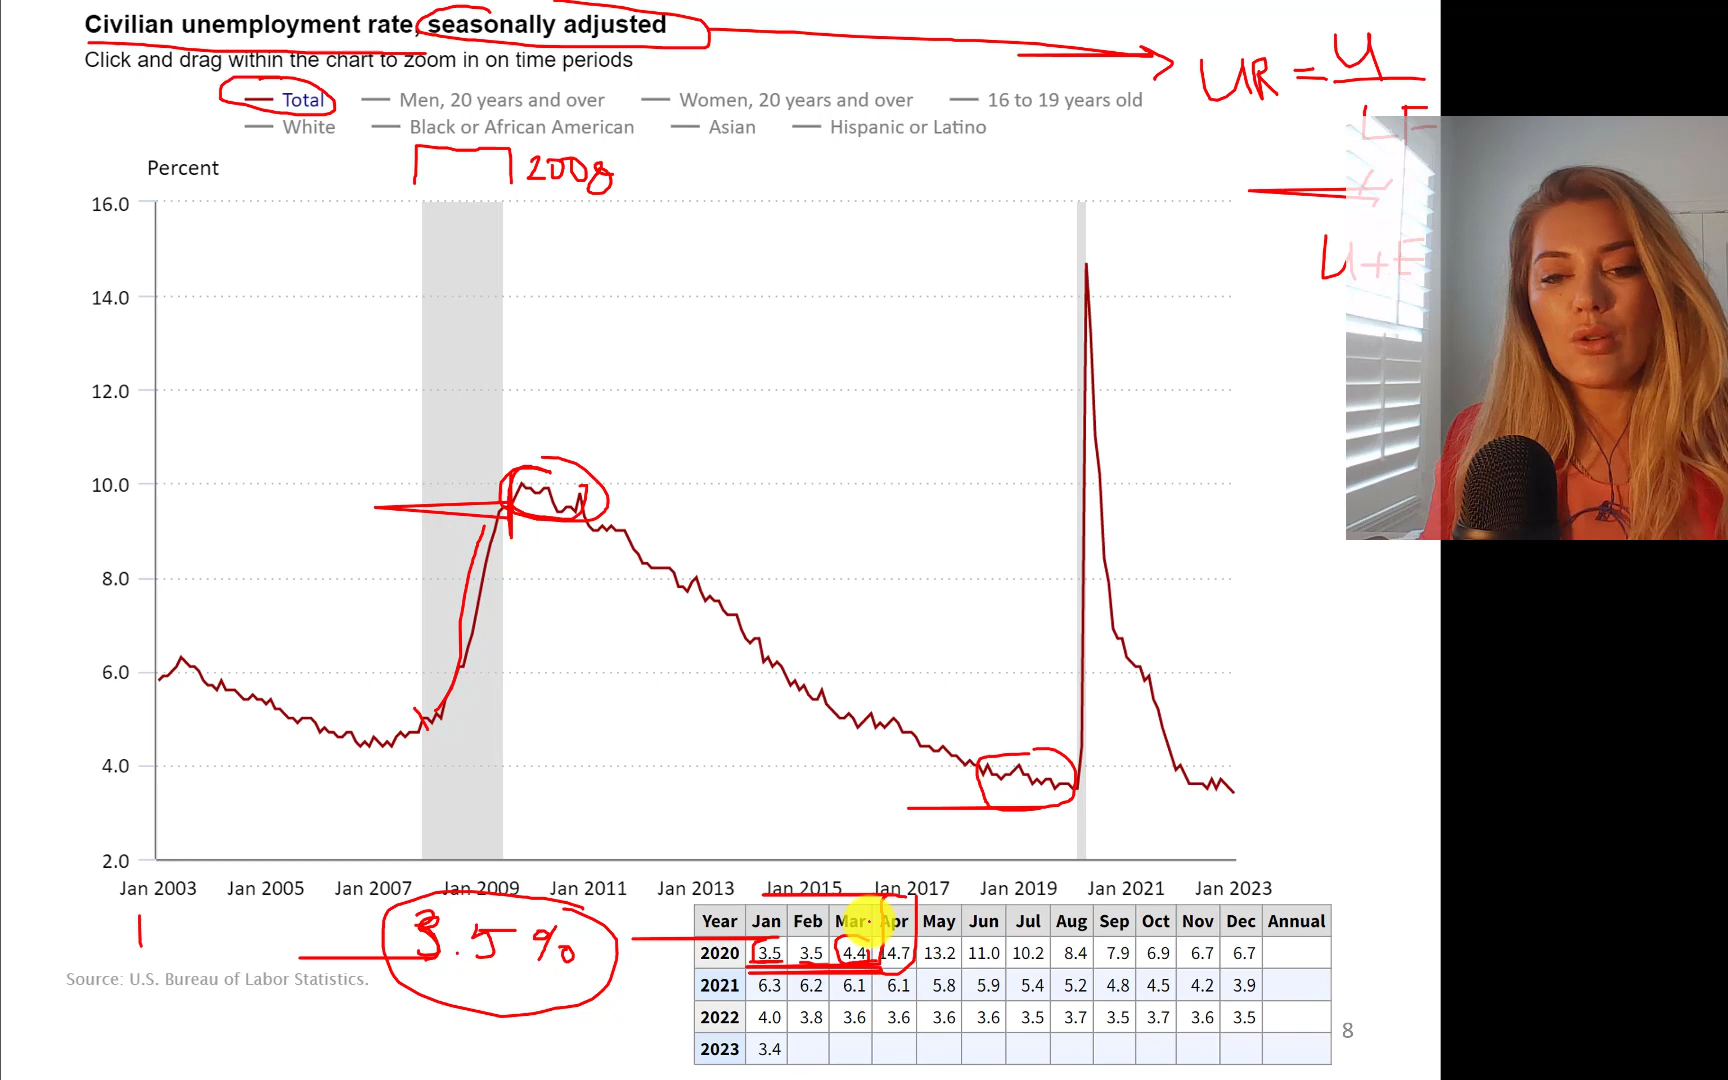 Civilian unemployment rate, seasonally adjusted
Click and drag within the chart to zoom in on time periods
UR = U
LF
Total Men, 20 years and over Women, 20 years and over 16 to 19 years old
White Black or African American Asian Hispanic or Latino
Percent
2009
U+E
16.0
14.0
12.0
10.0
8.0
6.0
4.0
2.0
Jan 2003 Jan 2005 Jan 2007 Jan 2009 Jan 2011 Jan 2013 Jan 2015 Jan 2017 Jan 2019 Jan 2021 Jan 2023
3.5%
Year Jan Feb Mar Apr May Jun Jul Aug Sep Oct Nov Dec Annual
2020 3.5 3.5 4.4 14.7 13.2 11.0 10.2 8.4 7.9 6.9 6.7 6.7
2021 6.3 6.2 6.1 6.1 5.8 5.9 5.4 5.2 4.8 4.5 4.2 3.9
2022 4.0 3.8 3.6 3.6 3.6 3.6 3.5 3.7 3.5 3.7 3.6 3.5
2023 3.4
Source: U.S. Bureau of Labor Statistics.
8